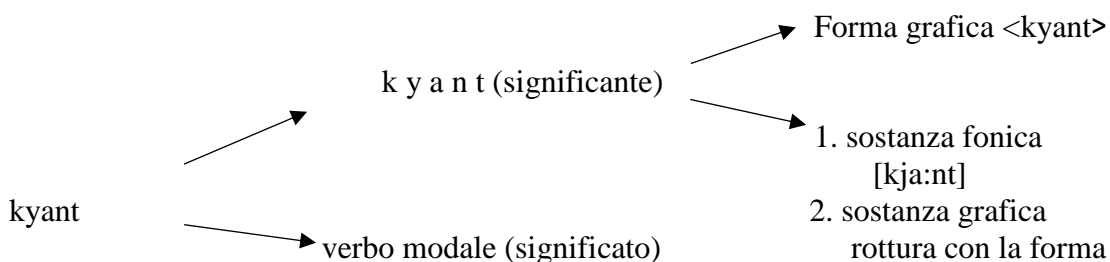 Forma grafica <kyant>
k y a n t (significante)
1. sostanza fonica
[kja:nt]
kyant
2. sostanza grafica
verbo modale (significato)
rottura con la forma